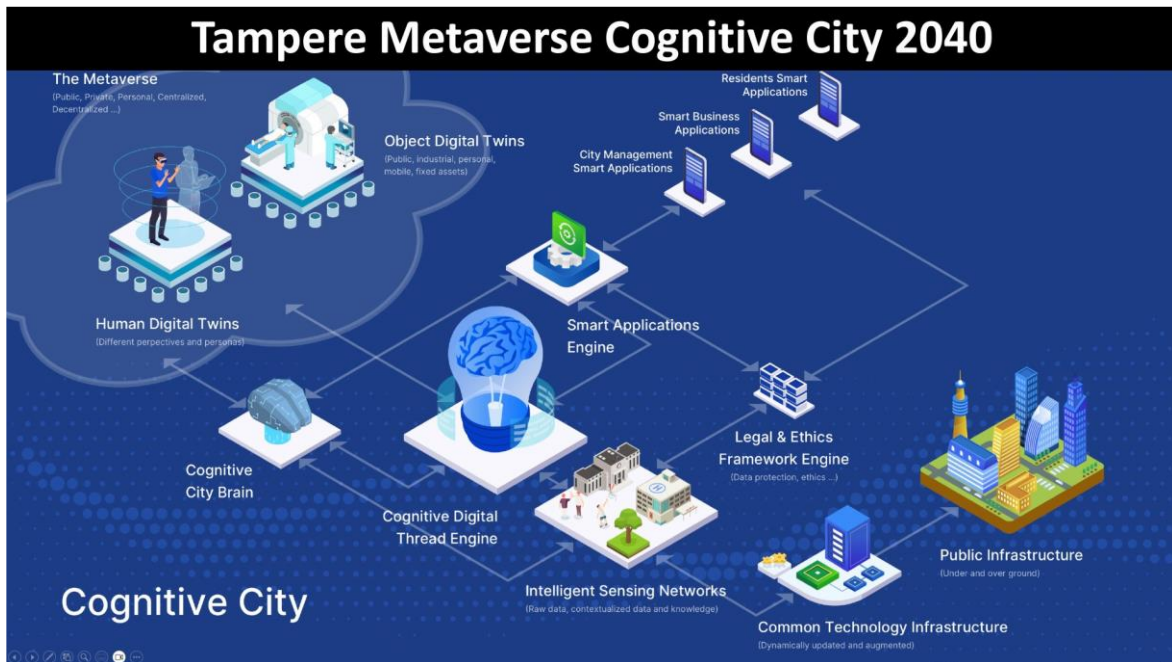 Tampere Metaverse Cognitive City 2040
The Metaverse
(Public, Private, Personal, Centralized,
Decentralized ...)
Object Digital Twins
(Public, industrial, personal,
mobile, fixed assets)
Residents Smart
Applications
Smart Business
Applications
City Management
Smart Applications
Human Digital Twins
(Different perpectives and personas)
Smart Applications
Engine
Cognitive
City Brain
Legal & Ethics
Framework Engine
(Data protection, ethics ...)
Cognitive Digital
Thread Engine
Public Infrastructure
(Under and over ground)
Intelligent Sensing Networks
(Raw data, contextualized data and knowledge)
Common Technology Infrastructure
(Dynamically updated and augmented)
Cognitive City
H